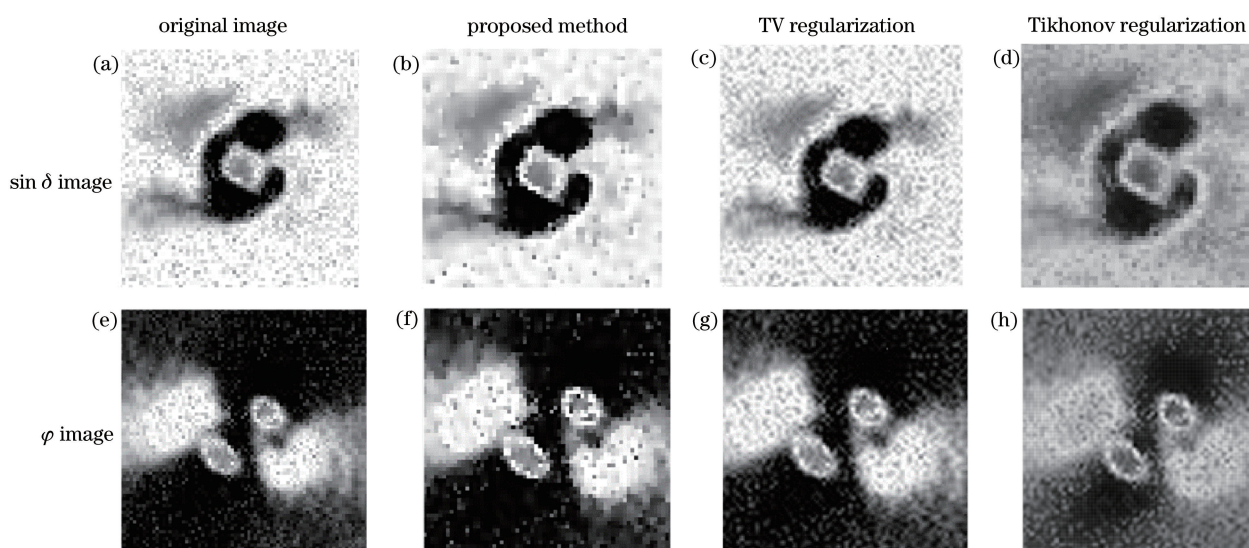 original image
proposed method
TV regularization
Tikhonov regularization
(a)
(b)
(c)
(d)
sin δ image
(e)
(f)
(g)
(h)
φ image